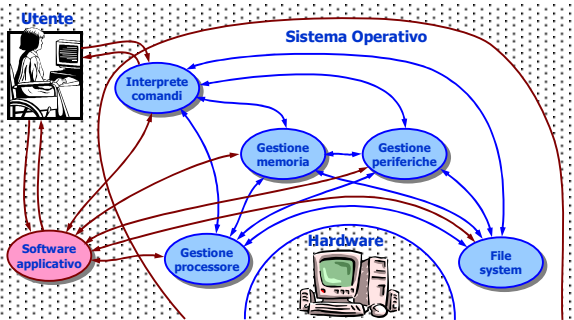 Utente
Sistema Operativo
Interprete
comandi
Gestione
memoria
Gestione
periferiche
Software
applicativo
Gestione
processore
Hardware
File
system